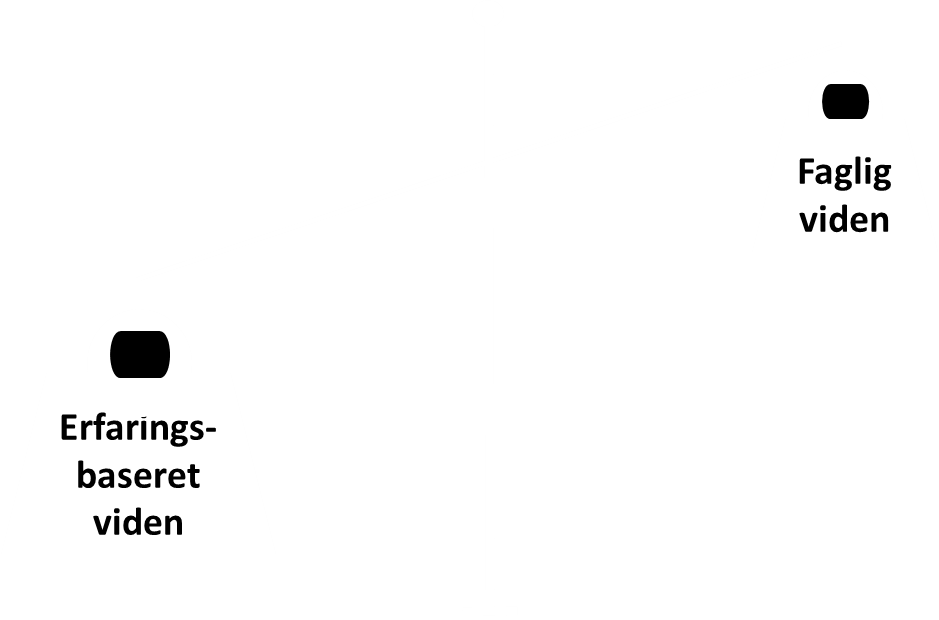 Faglig
viden
Erfarings-
baseret
viden